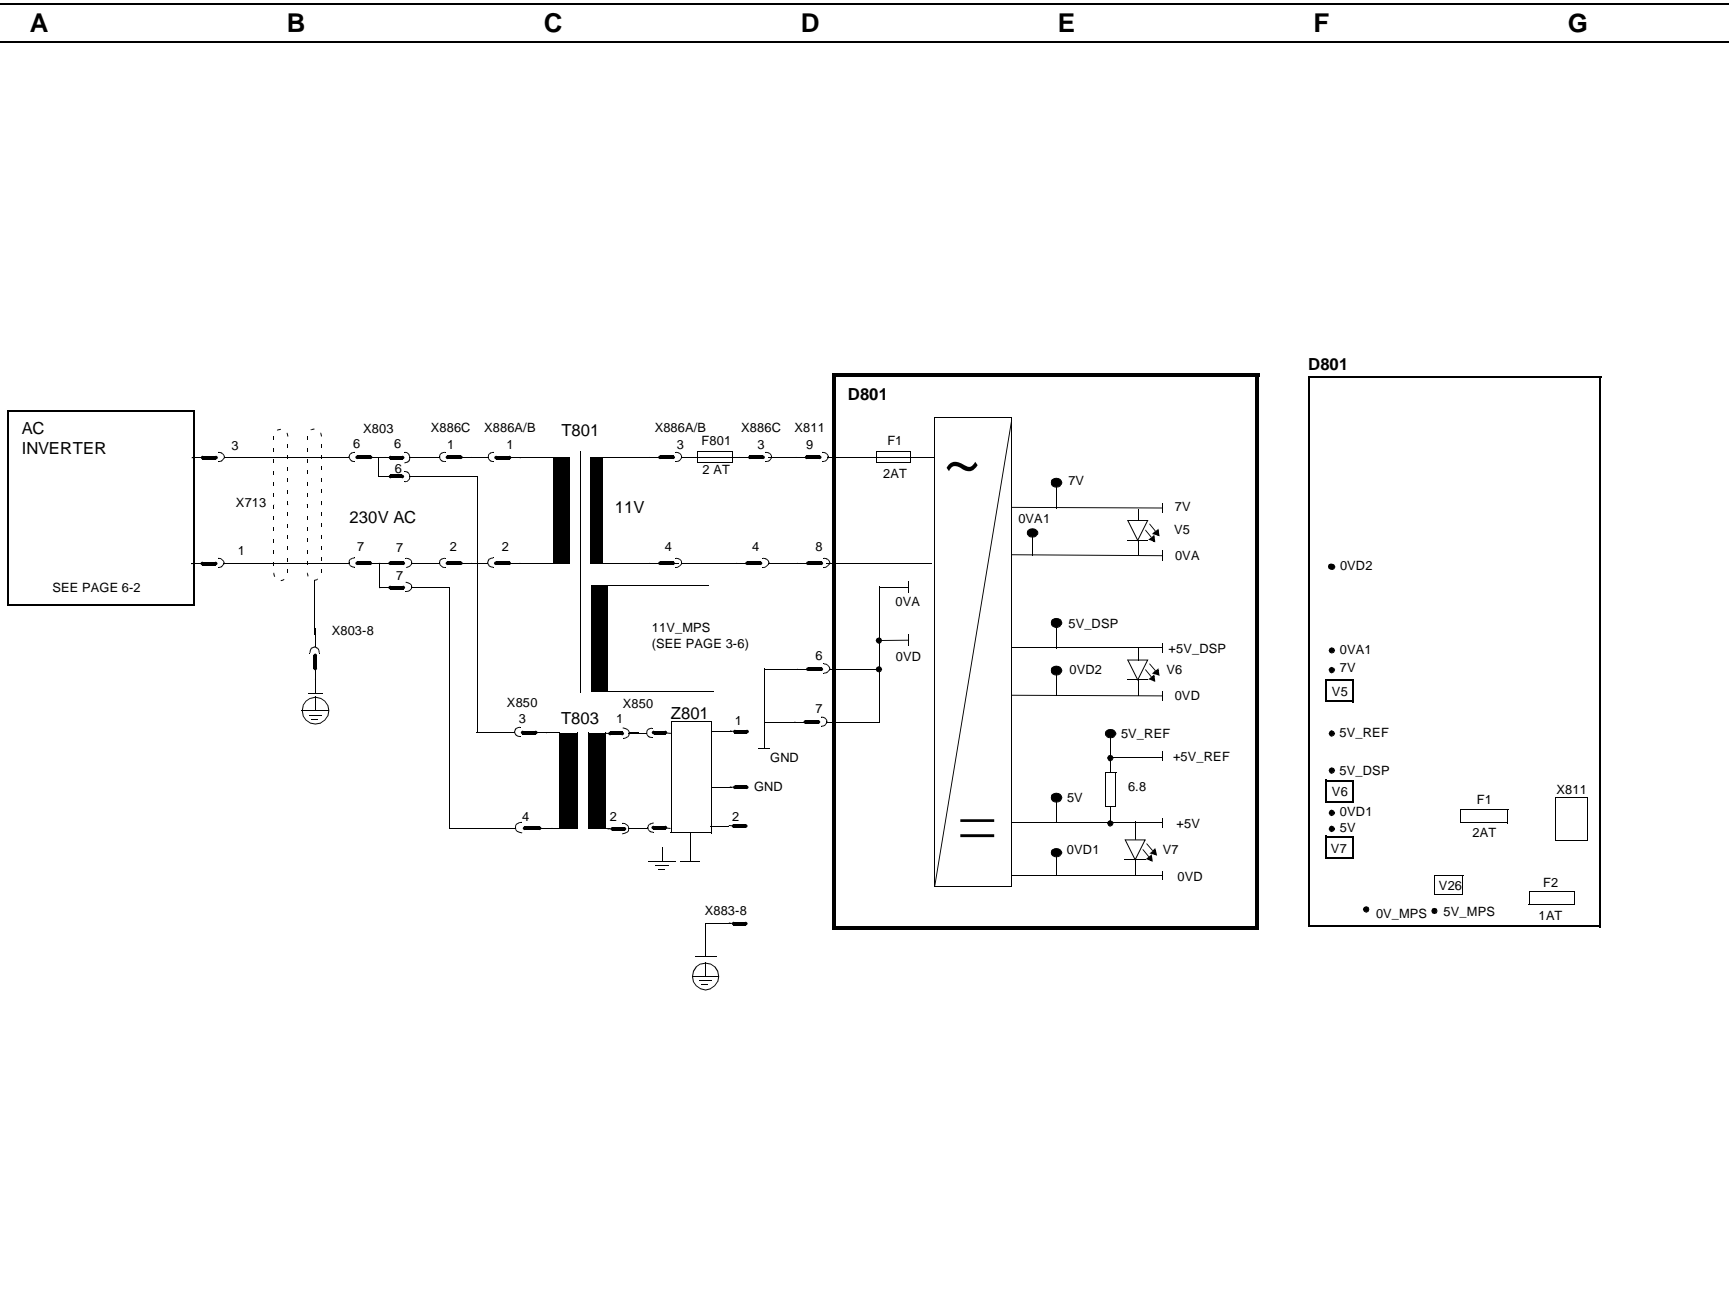 A B C D E F G
D801
D801
AC
INVERTER
SEE PAGE 6-2
3
1
X713
X803-8
X803
6 6
6
230V AC
7 7
7
X886C
1
2
X886A/B
1
2
T801
11V
11V_MPS
(SEE PAGE 3-6)
X886A/B
3
4
F801
2 AT
X886C
3
4
X811
9
8
6
7
GND
X850
3
4
T803
X850
1
2
Z801
1
GND
2
X883-8
F1
2AT
0VA
0VD
~
=
7V
7V
0VA1
V5
0VA
5V_DSP
+5V_DSP
0VD2
V6
0VD
5V_REF
+5V_REF
6.8
5V
+5V
0VD1
V7
0VD
0VD2
0VA1
7V
V5
5V_REF
5V_DSP
V6
0VD1
5V
V7
F1
2AT
X811
V26
F2
1AT
0V_MPS
5V_MPS